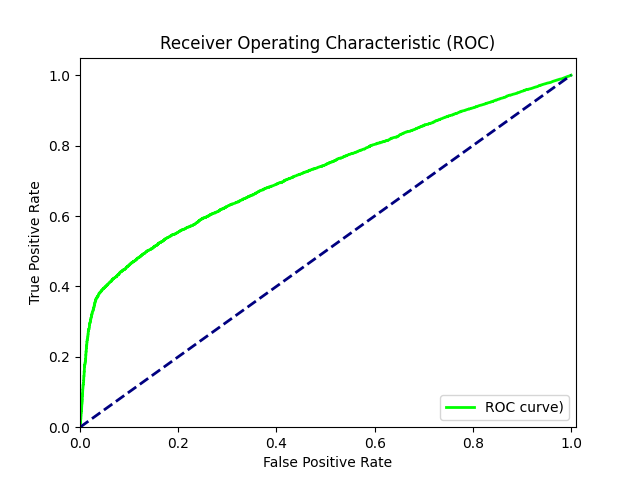 Receiver Operating Characteristic (ROC)
True Positive Rate
1.0
0.8
0.6
0.4
0.2
0.0
0.0 0.2 0.4 0.6 0.8 1.0
False Positive Rate
ROC curve)